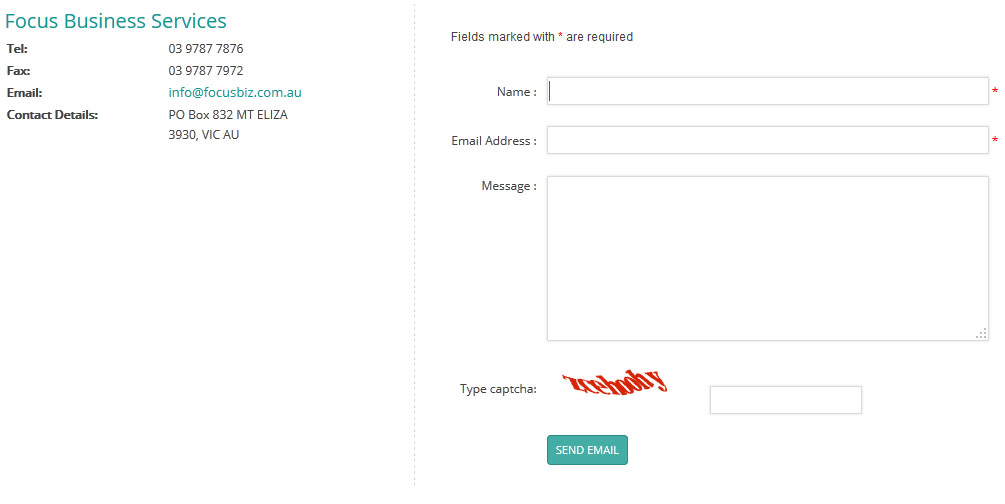 Focus Business Services
Tel: 03 9787 7876
Fax: 03 9787 7972
Email: info@focusbiz.com.au
Contact Details: PO Box 832 MT ELIZA
3930, VIC AU
Fields marked with * are required
Name : *
Email Address : *
Message :
Type captcha:
SEND EMAIL